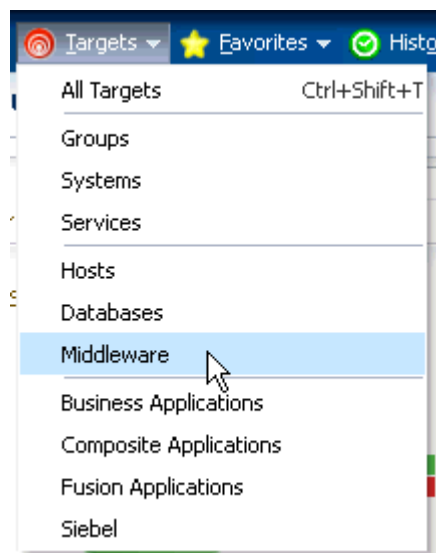 Targets Favorites Histo
All Targets Ctrl+Shift+T
Groups
Systems
Services
Hosts
Databases
Middleware
Business Applications
Composite Applications
Fusion Applications
Siebel